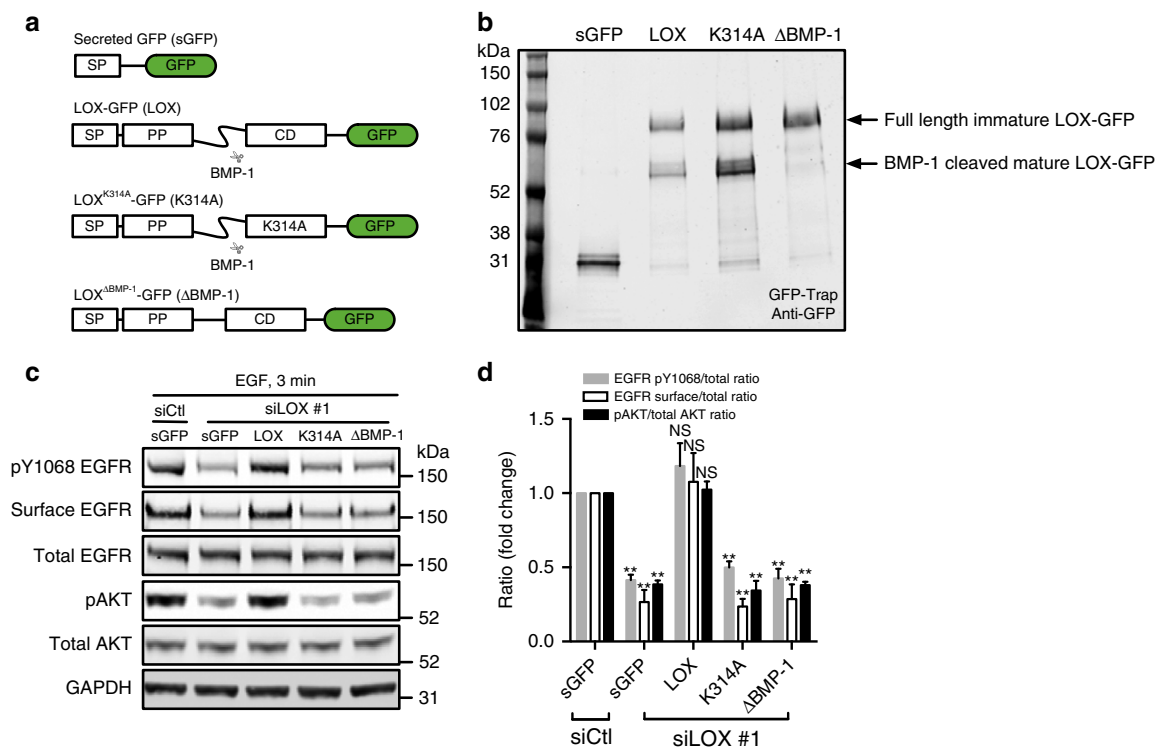 a
Secreted GFP (sGFP)
SP GFP
LOX-GFP (LOX)
SP PP CD GFP
BMP-1
LOXK314A-GFP (K314A)
SP PP K314A GFP
BMP-1
LOXΔBMP-1-GFP (ΔBMP-1)
SP PP CD GFP
b
sGFP LOX K314A ΔBMP-1
kDa
150
102
76
52
38
31
Full length immature LOX-GFP
BMP-1 cleaved mature LOX-GFP
GFP-Trap
Anti-GFP
c
EGF, 3 min
siCtl siLOX #1
sGFP sGFP LOX K314A ΔBMP-1
kDa
pY1068 EGFR 150
Surface EGFR 150
Total EGFR 150
pAKT 52
Total AKT 52
GAPDH 31
d
EGFR pY1068/total ratio
EGFR surface/total ratio
pAKT/total AKT ratio
Ratio (fold change)
1.5
1.0
0.5
0.0
NS
NS
NS
** ** **
** ** **
** ** **
sGFP sGFP LOX K314A ΔBMP-1
siCtl siLOX #1